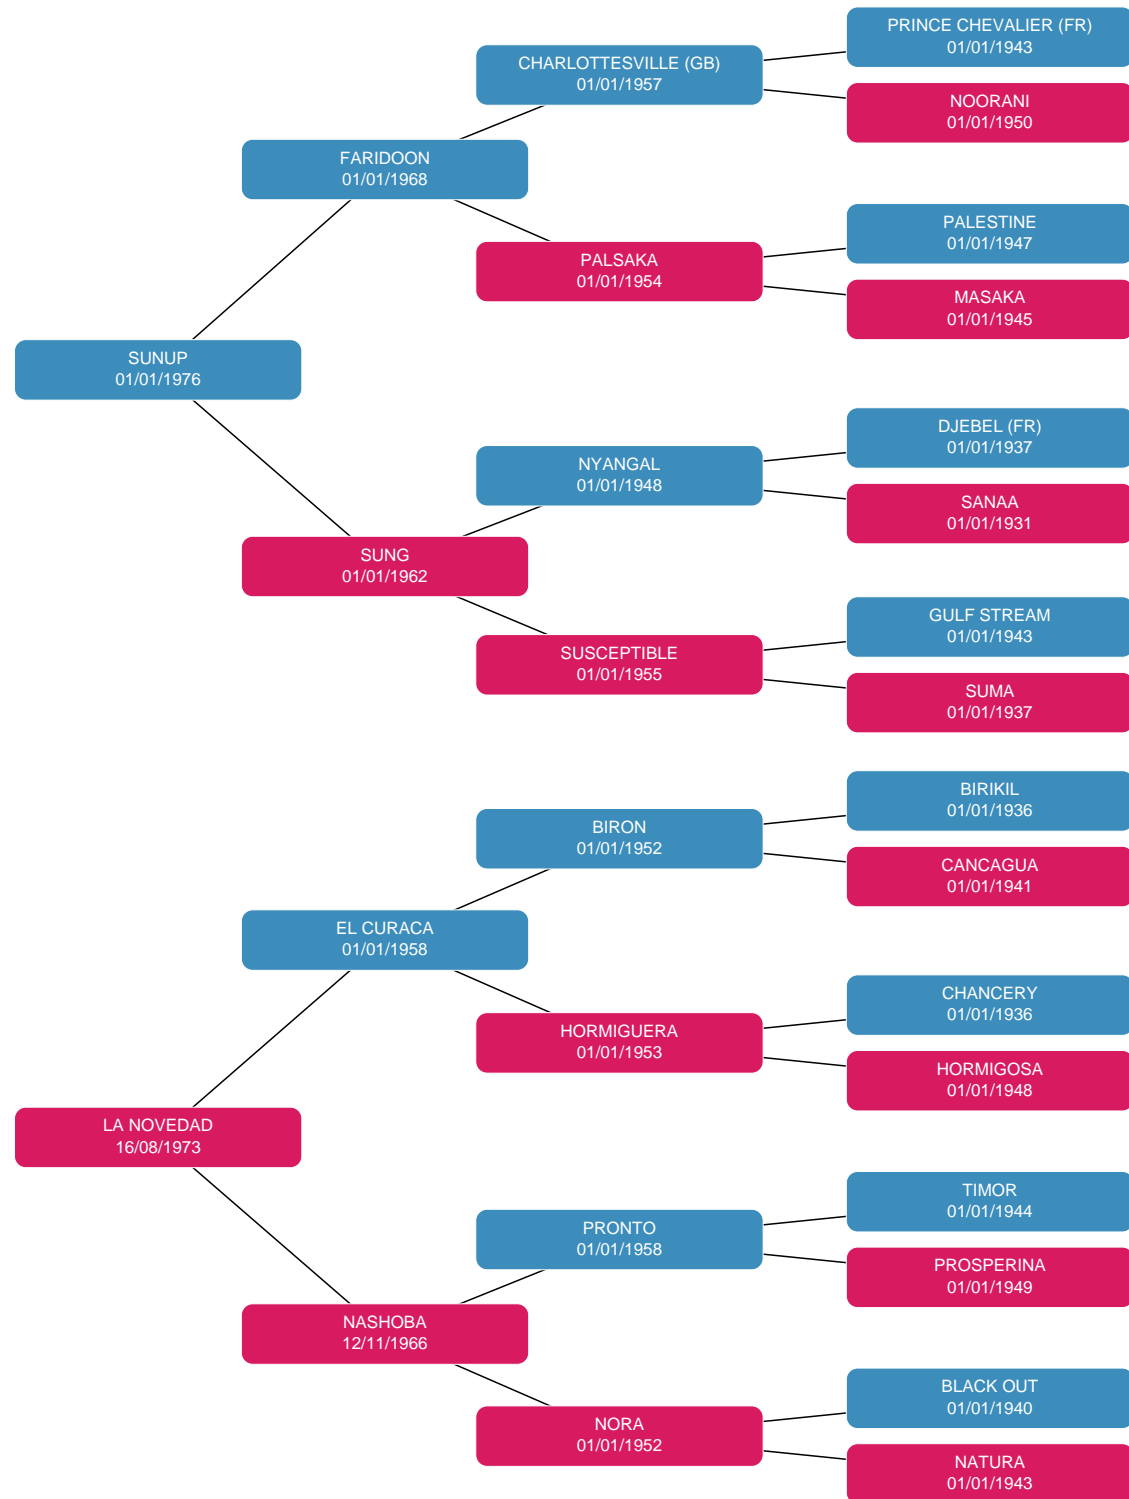 PRINCE CHEVALIER (FR)
01/01/1943
CHARLOTTESVILLE (GB)
01/01/1957
NOORANI
01/01/1950
FARIDOON
01/01/1968
PALESTINE
01/01/1947
PALSAKA
01/01/1954
MASAKA
01/01/1945
SUNUP
01/01/1976
DJEBEL (FR)
01/01/1937
NYANGAL
01/01/1948
SANAA
01/01/1931
SUNG
01/01/1962
GULF STREAM
01/01/1943
SUSCEPTIBLE
01/01/1955
SUMA
01/01/1937
BIRIKIL
01/01/1936
BIRON
01/01/1952
CANCAGUA
01/01/1941
EL CURACA
01/01/1958
CHANCERY
01/01/1936
HORMIGUERA
01/01/1953
HORMIGOSA
01/01/1948
LA NOVEDAD
16/08/1973
TIMOR
01/01/1944
PRONTO
01/01/1958
PROSPERINA
01/01/1949
NASHOBA
12/11/1966
BLACK OUT
01/01/1940
NORA
01/01/1952
NATURA
01/01/1943